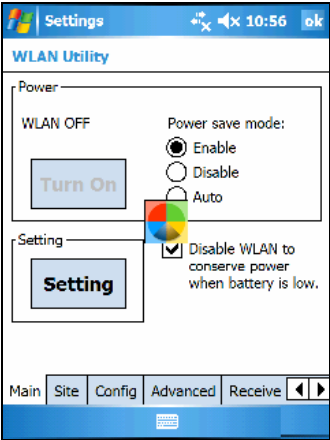 Settings 10:56 ok
WLAN Utility
Power
WLAN OFF
Power save mode:
Enable
Turn On
Disable
Auto
Setting
Setting
Disable WLAN to
conserve power
when battery is low.
Main Site Config Advanced Receive